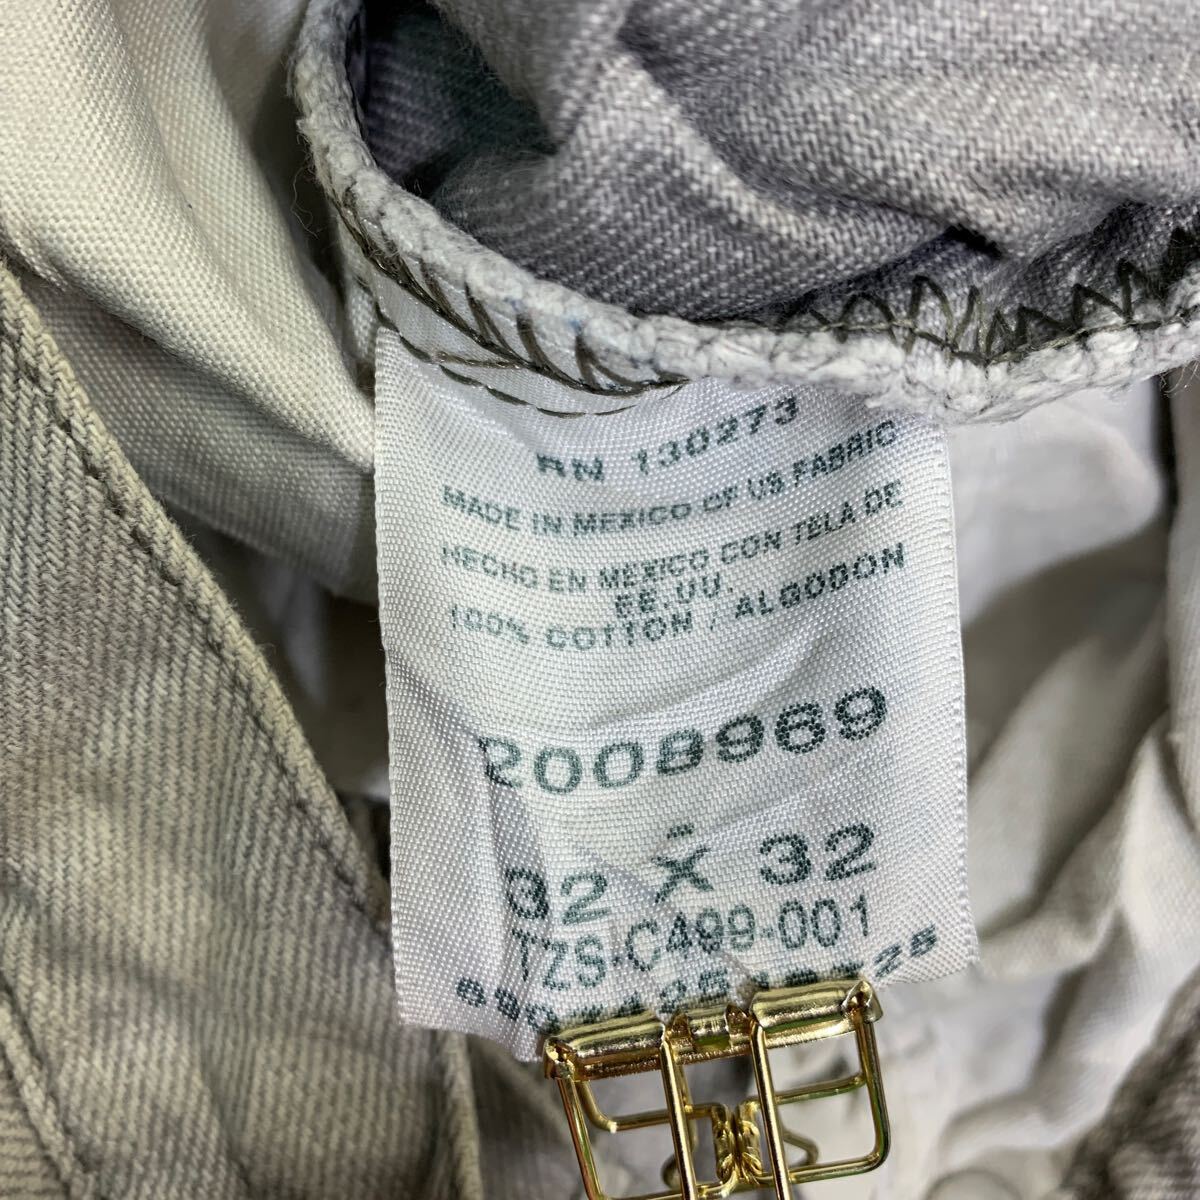 RN 130273
MADE IN MEXICO OF US FABRIC
HECHO EN MEXICO CON TELA DE
EE.UU.
100% COTTON / ALGODON
2008969
32 X 32
TZS-C499-001